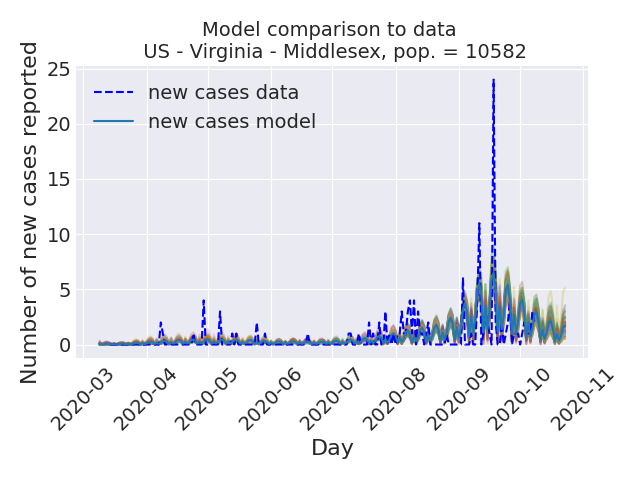 Model comparison to data
US - Virginia - Middlesex, pop. = 10582
Number of new cases reported
25
20
15
10
5
0
new cases data
new cases model
2020-03
2020-04
2020-05
2020-06
2020-07
2020-08
2020-09
2020-10
2020-11
Day